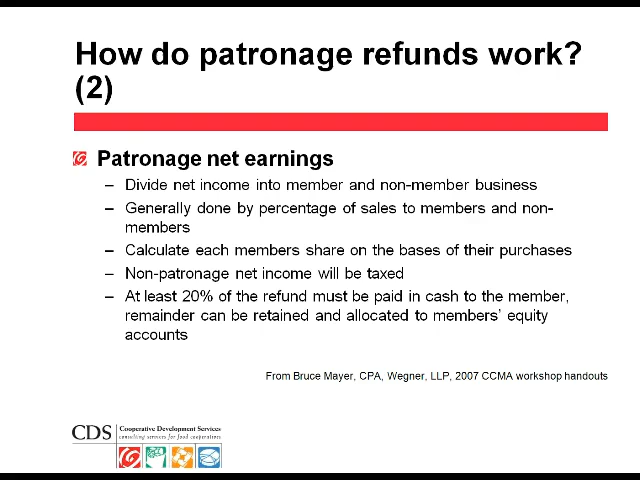 How do patronage refunds work?
(2)
Patronage net earnings
– Divide net income into member and non-member business
– Generally done by percentage of sales to members and non-
members
– Calculate each members share on the bases of their purchases
– Non-patronage net income will be taxed
– At least 20% of the refund must be paid in cash to the member,
remainder can be retained and allocated to members' equity
accounts
From Bruce Mayer, CPA, Wegner, LLP, 2007 CCMA workshop handouts
CDS Cooperative Development Services
consulting services for food cooperatives